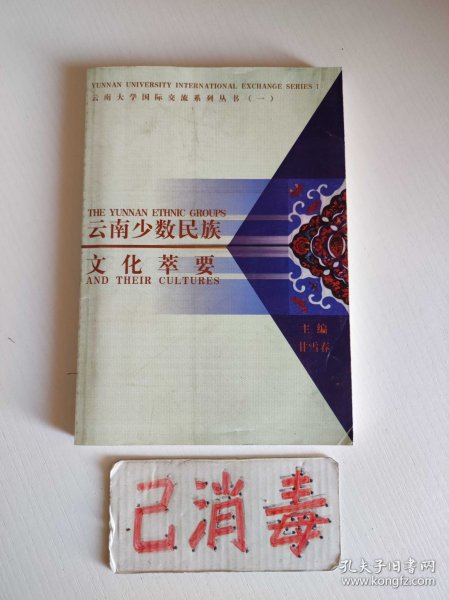 YUNNAN UNIVERSITY INTERNATIONAL EXCHANGE SERIES I
云南大学国际交流系列丛书（一）
THE YUNNAN ETHNIC GROUPS
云南少数民族
文化萃要
AND THEIR CULTURES
主编
甘雪春
已消毒
孔夫子旧书网
www.kongfz.com